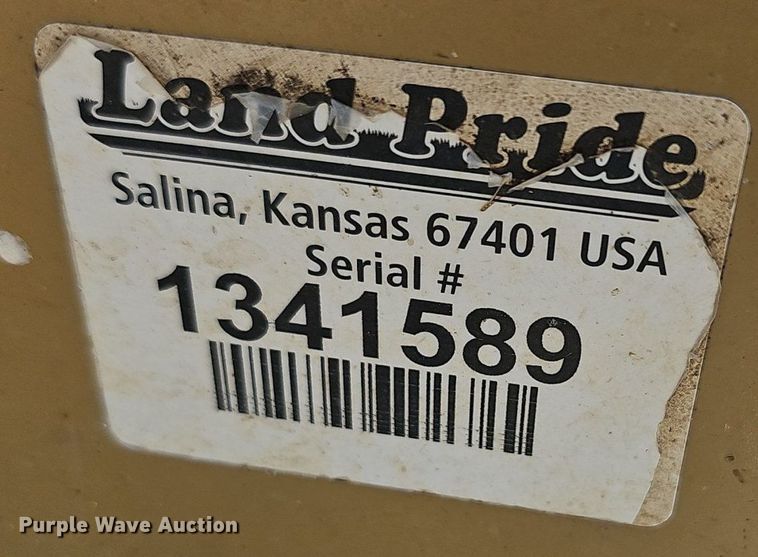 Land Pride
Salina, Kansas 67401 USA
Serial #
1341589
Purple Wave Auction